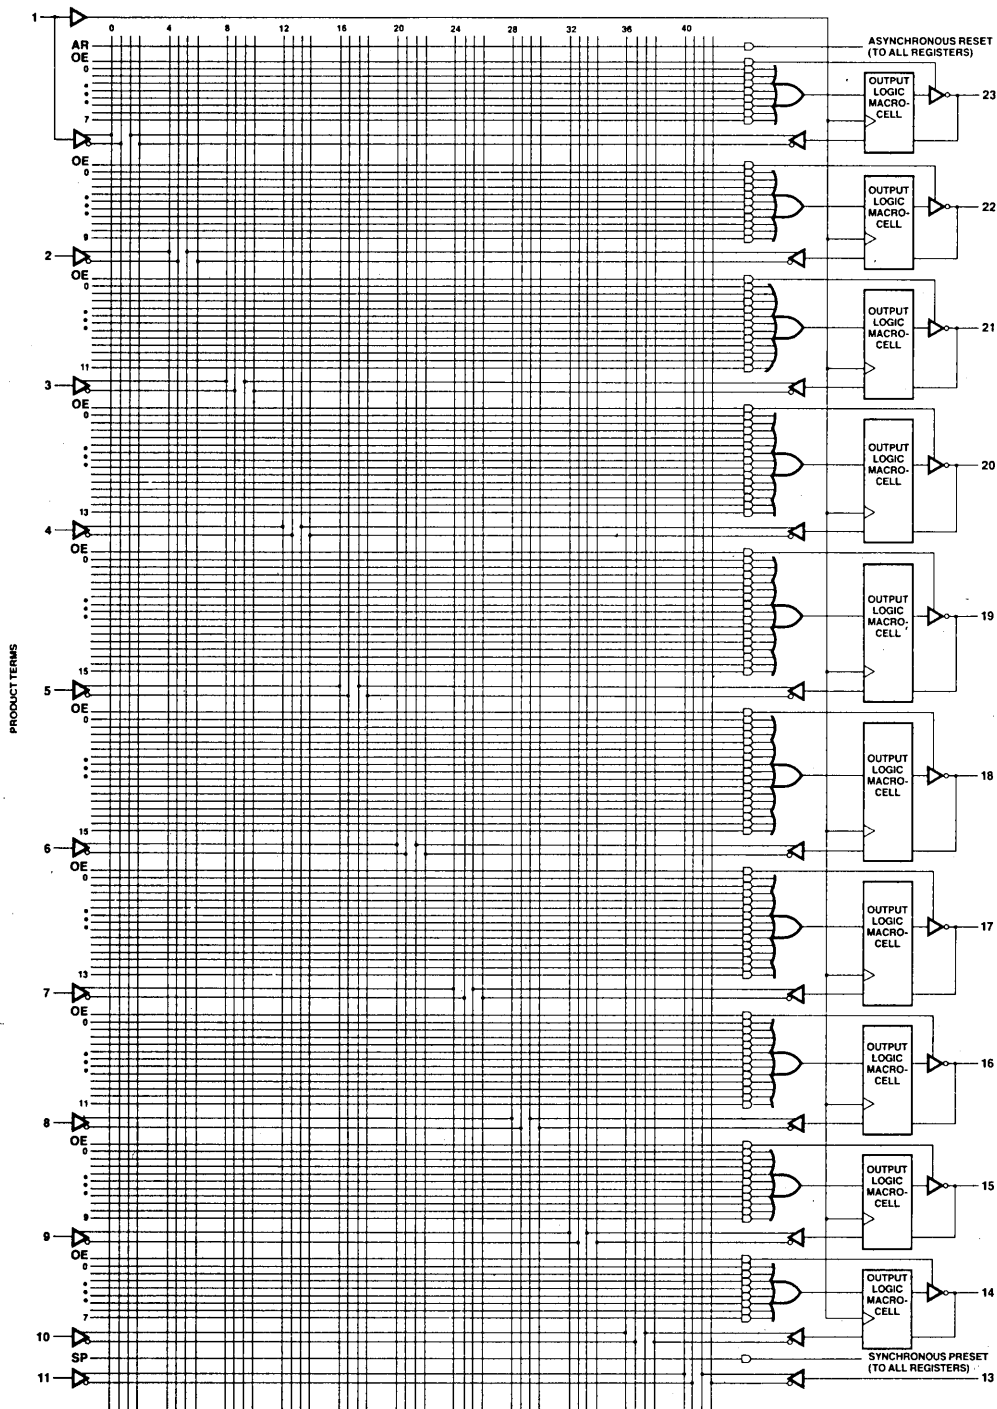 1
0 4 8 12 16 20 24 28 32 36 40
AR
ASYNCHRONOUS RESET
(TO ALL REGISTERS)
OE
0
7
OUTPUT
LOGIC
MACRO-
CELL
23
OE
0
9
OUTPUT
LOGIC
MACRO-
CELL
22
2
OE
0
11
OUTPUT
LOGIC
MACRO-
CELL
21
3
OE
0
13
OUTPUT
LOGIC
MACRO-
CELL
20
4
OE
0
15
OUTPUT
LOGIC
MACRO-
CELL
19
PRODUCT TERMS
5
OE
0
15
OUTPUT
LOGIC
MACRO-
CELL
18
6
OE
0
13
OUTPUT
LOGIC
MACRO-
CELL
17
7
OE
0
11
OUTPUT
LOGIC
MACRO-
CELL
16
8
OE
0
9
OUTPUT
LOGIC
MACRO-
CELL
15
9
OE
0
7
OUTPUT
LOGIC
MACRO-
CELL
14
10
SP
SYNCHRONOUS PRESET
(TO ALL REGISTERS)
11
13